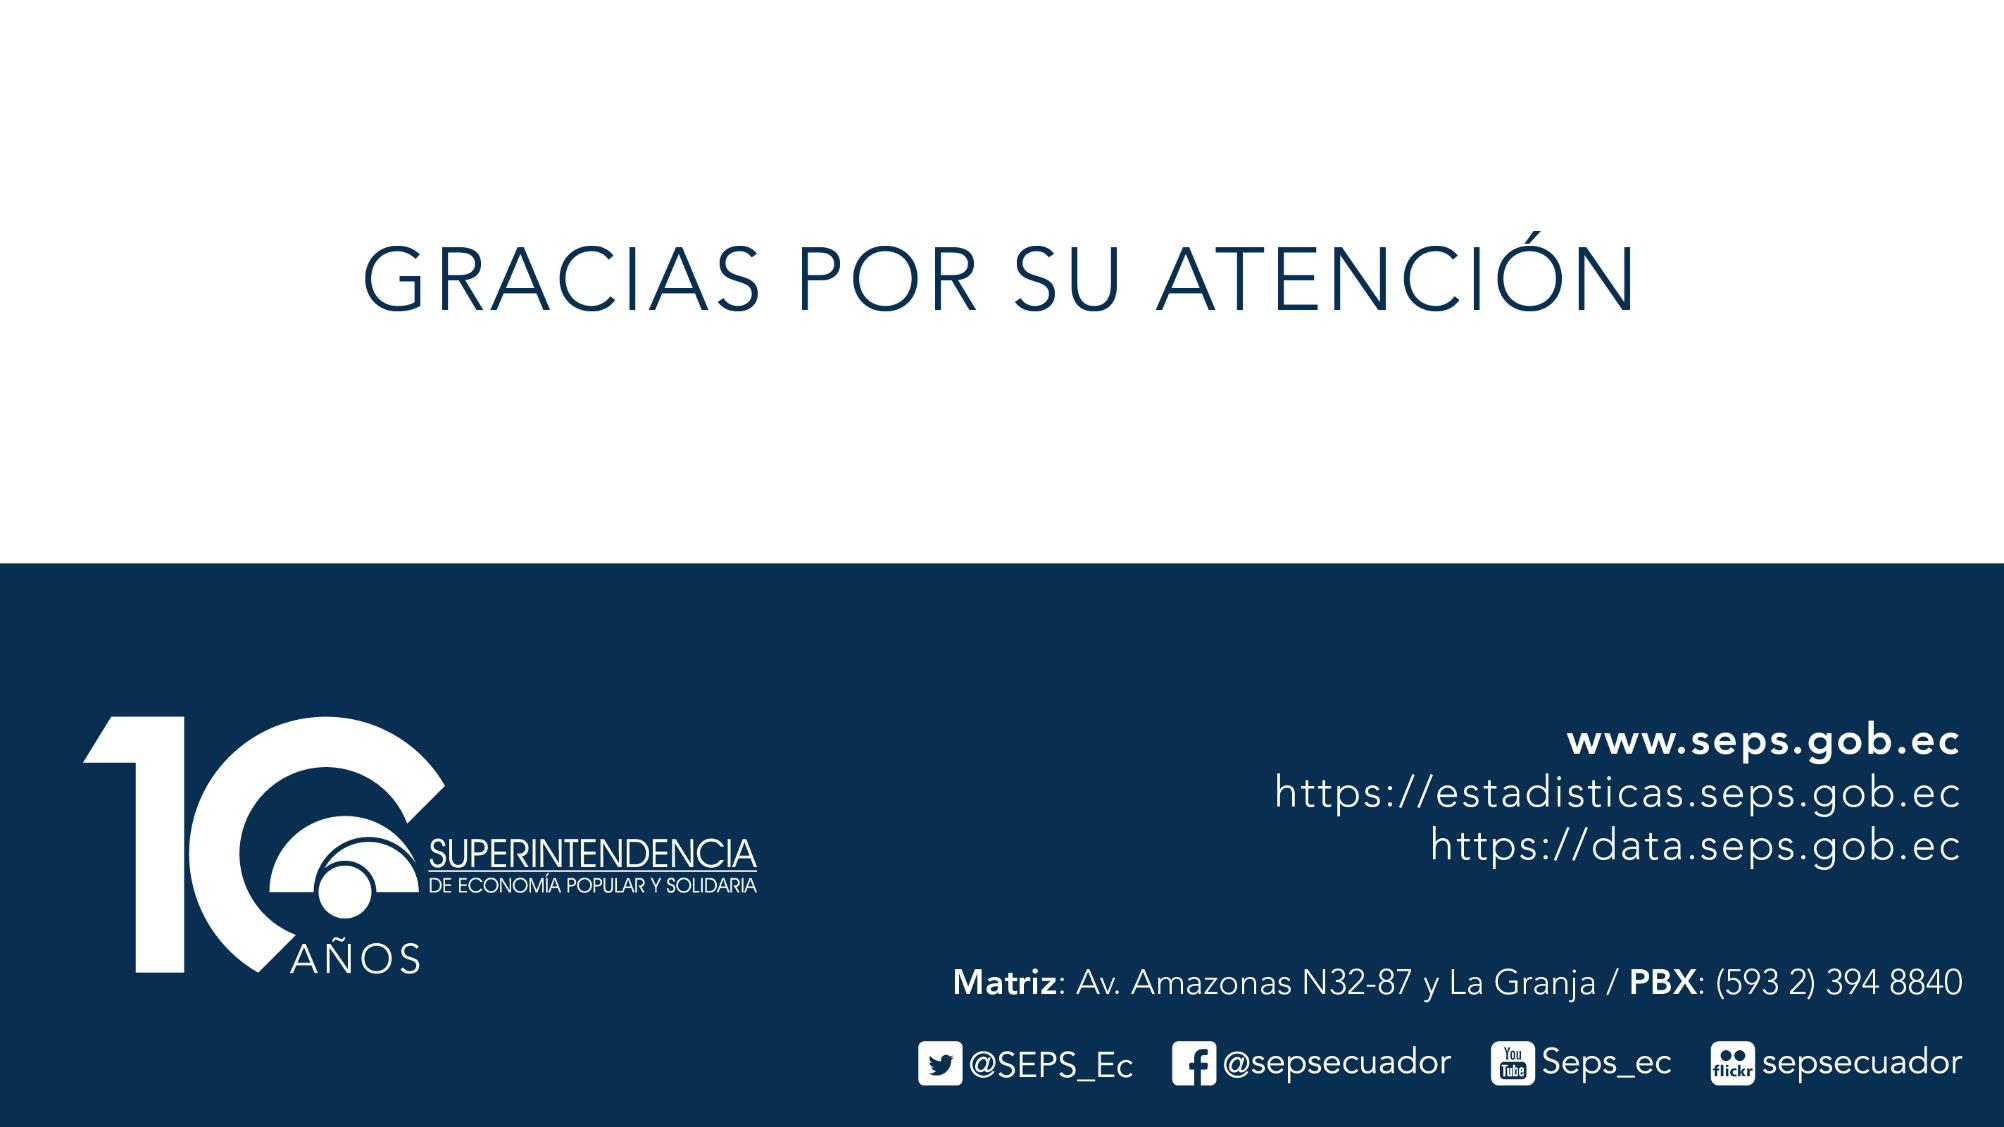 GRACIAS POR SU ATENCIÓN
10
SUPERINTENDENCIA
DE ECONOMÍA POPULAR Y SOLIDARIA
AÑOS
www.seps.gob.ec
https://estadisticas.seps.gob.ec
https://data.seps.gob.ec
Matriz: Av. Amazonas N32-87 y La Granja / PBX: (593 2) 394 8840
@SEPS_Ec @sepsecuador You Tube Seps_ec flickr sepsecuador